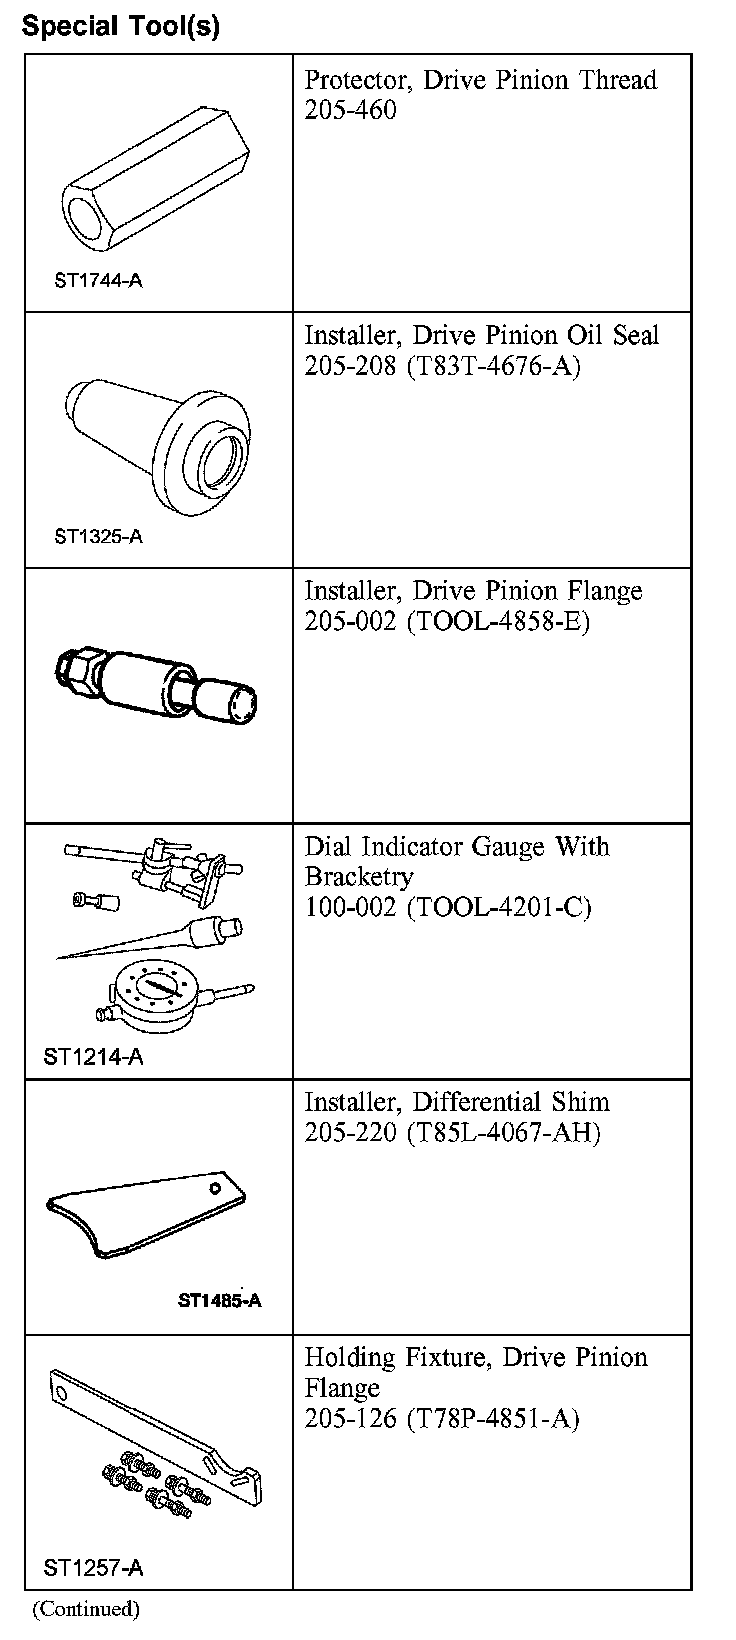 Special Tool(s)
Protector, Drive Pinion Thread
205-460
ST1744-A
Installer, Drive Pinion Oil Seal
205-208 (T83T-4676-A)
ST1325-A
Installer, Drive Pinion Flange
205-002 (TOOL-4858-E)
Dial Indicator Gauge With
Bracketry
100-002 (TOOL-4201-C)
ST1214-A
Installer, Differential Shim
205-220 (T85L-4067-AH)
ST1485-A
Holding Fixture, Drive Pinion
Flange
205-126 (T78P-4851-A)
ST1257-A
(Continued)